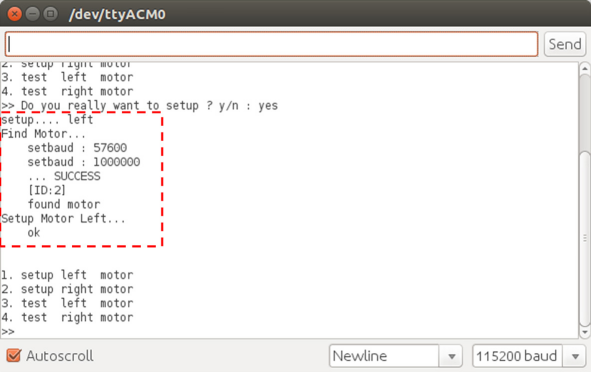 /dev/ttyACM0
Send
2. setup right motor
3. test  left  motor
4. test  right motor
>> Do you really want to setup ? y/n : yes
setup.... left
Find Motor...
    setbaud : 57600
    setbaud : 1000000
    ... SUCCESS
    [ID:2]
    found motor
Setup Motor Left...
    ok
1. setup left  motor
2. setup right motor
3. test  left  motor
4. test  right motor
>>
Autoscroll
Newline
115200 baud